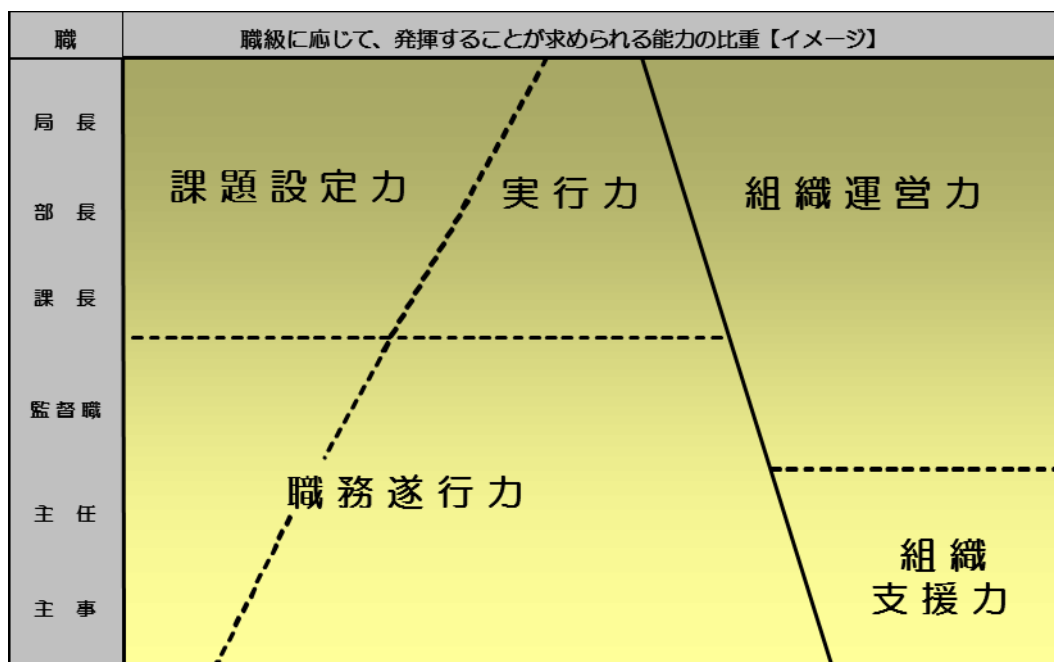 職
職級に応じて、発揮することが求められる能力の比重【イメージ】
局 長
課題設定力
実行力
組織運営力
部 長
課 長
監督職
職務遂行力
主 任
組織
支援力
主 事